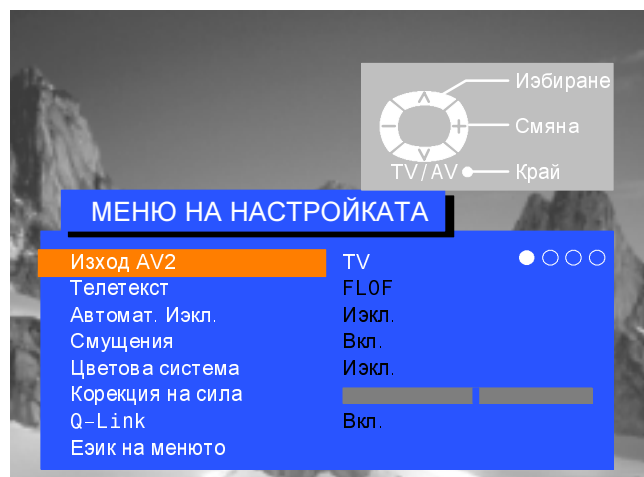 Иэбиране
Смяна
TV/AV Край
МЕНЮ НА НАСТРОЙКАТА
Изход AV2 TV
Телетекст FLOF
Автомат. Иэкл. Иэкл.
Смущения Вкл.
Цветова система Иэкл.
Корекция на сила
Q-Link Вкл.
Еэик на менюто